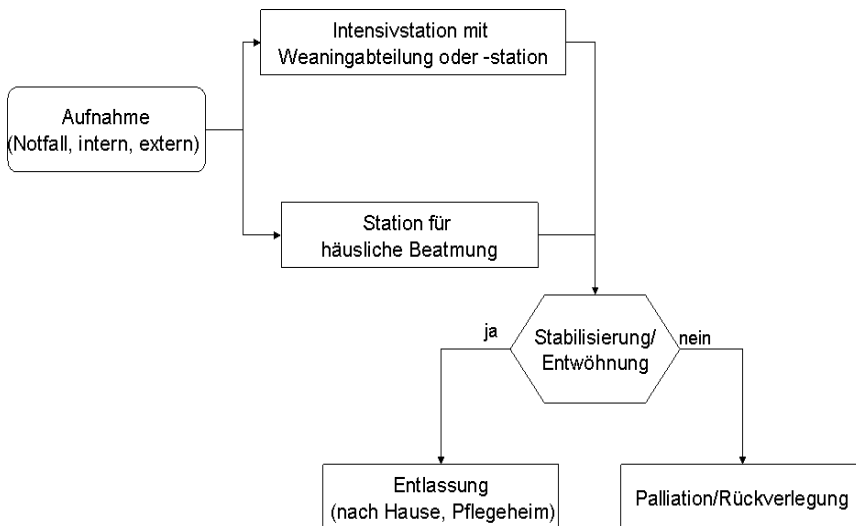 Intensivstation mit
Weaningabteilung oder -station
Aufnahme
(Notfall, intern, extern)
Station für
häusliche Beatmung
ja
Stabilisierung/
Entwöhnung
nein
Entlassung
(nach Hause, Pflegeheim)
Palliation/Rückverlegung